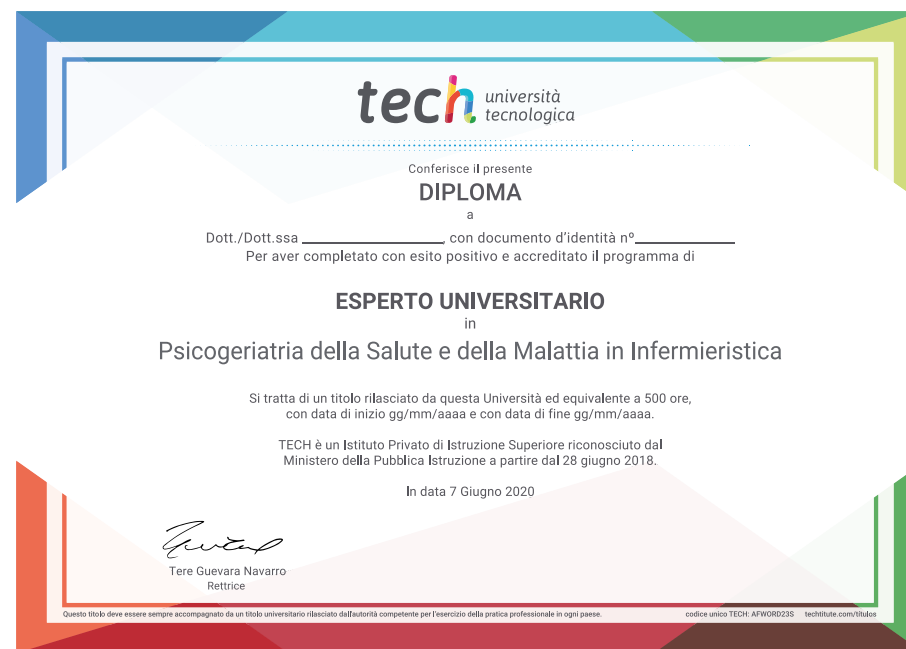 tech università
tecnologica
Conferisce il presente
DIPLOMA
a
Dott./Dott.ssa ____________________, con documento d'identità nº______________
Per aver completato con esito positivo e accreditato il programma di
ESPERTO UNIVERSITARIO
in
Psicogeriatria della Salute e della Malattia in Infermieristica
Si tratta di un titolo rilasciato da questa Università ed equivalente a 500 ore,
con data di inizio gg/mm/aaaa e con data di fine gg/mm/aaaa.
TECH è un Istituto Privato di Istruzione Superiore riconosciuto dal
Ministero della Pubblica Istruzione a partire dal 28 giugno 2018.
In data 7 Giugno 2020
Tere Guevara Navarro
Rettrice
Questo titolo deve essere sempre accompagnato da un titolo universitario rilasciato dall'autorità competente per l'esercizio della pratica professionale in ogni paese. codice unico TECH: AFWORD23S techtitute.com/titulos